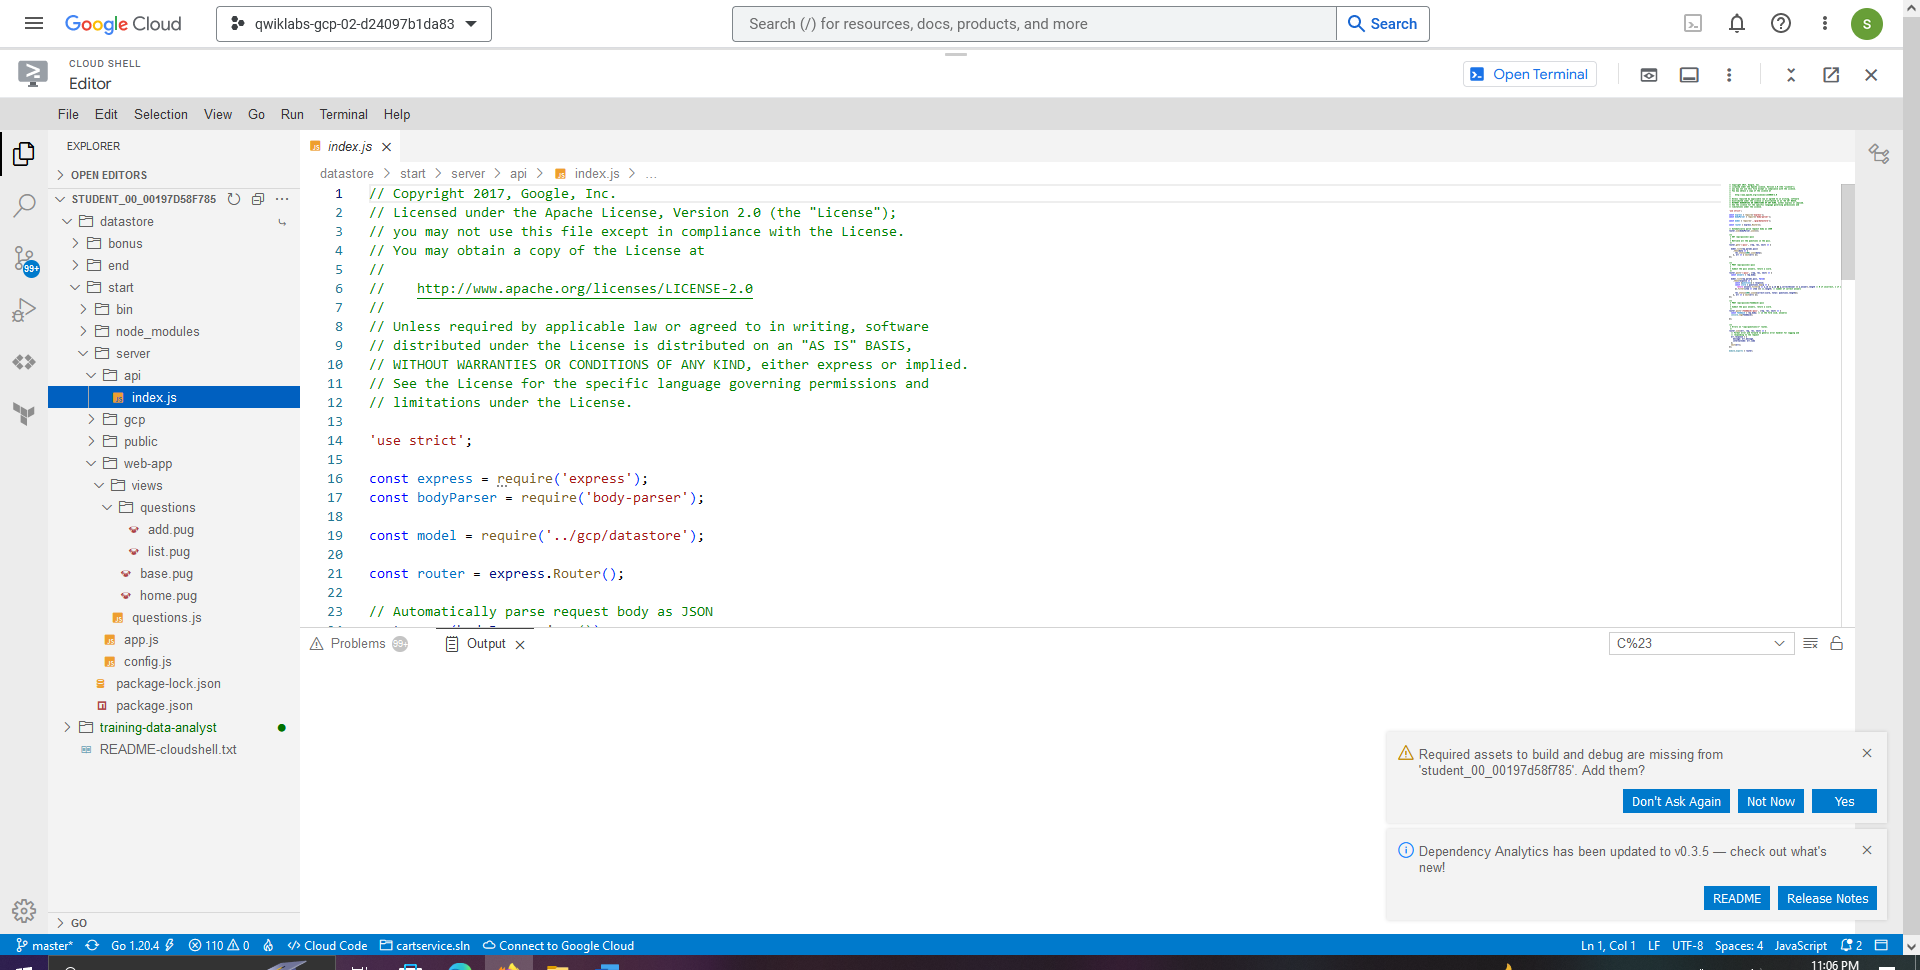 Google Cloud
qwiklabs-gcp-02-d24097b1da83
Search (/) for resources, docs, products, and more
Search
S
CLOUD SHELL
Editor
Open Terminal
File Edit Selection View Go Run Terminal Help
EXPLORER
OPEN EDITORS
STUDENT_00_00197D58F785
datastore
bonus
end
start
bin
node_modules
server
api
index.js
gcp
public
web-app
views
questions
add.pug
list.pug
base.pug
home.pug
questions.js
app.js
config.js
package-lock.json
package.json
training-data-analyst
README-cloudshell.txt
GO
99+
index.js
datastore > start > server > api > index.js > ...
1 // Copyright 2017, Google, Inc.
2 // Licensed under the Apache License, Version 2.0 (the "License");
3 // you may not use this file except in compliance with the License.
4 // You may obtain a copy of the License at
5 //
6 //    http://www.apache.org/licenses/LICENSE-2.0
7 //
8 // Unless required by applicable law or agreed to in writing, software
9 // distributed under the License is distributed on an "AS IS" BASIS,
10 // WITHOUT WARRANTIES OR CONDITIONS OF ANY KIND, either express or implied.
11 // See the License for the specific language governing permissions and
12 // limitations under the License.
13
14 'use strict';
15
16 const express = require('express');
17 const bodyParser = require('body-parser');
18
19 const model = require('../gcp/datastore');
20
21 const router = express.Router();
22
23 // Automatically parse request body as JSON
Problems 99+ Output
C%23
Required assets to build and debug are missing from
'student_00_00197d58f785'. Add them?
Don't Ask Again Not Now Yes
Dependency Analytics has been updated to v0.3.5 — check out what's
new!
README Release Notes
master* Go 1.20.4 110 0 Cloud Code cartservice.sln Connect to Google Cloud
Ln 1, Col 1 LF UTF-8 Spaces: 4 JavaScript 2
11:06 PM